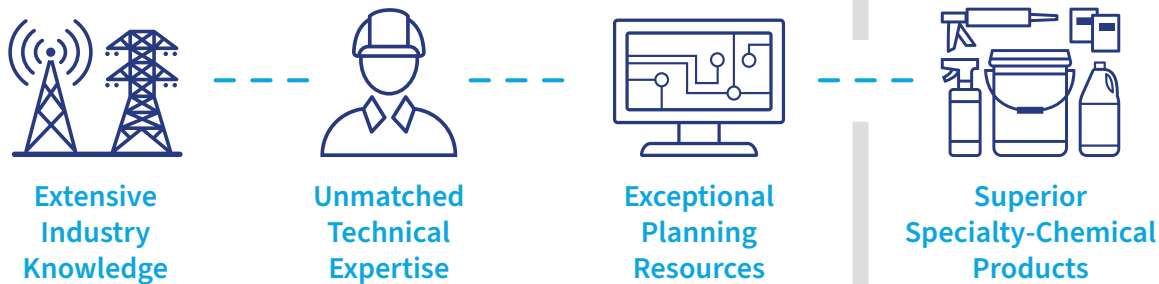 Extensive
Industry
Knowledge
Unmatched
Technical
Expertise
Exceptional
Planning
Resources
Superior
Specialty-Chemical
Products